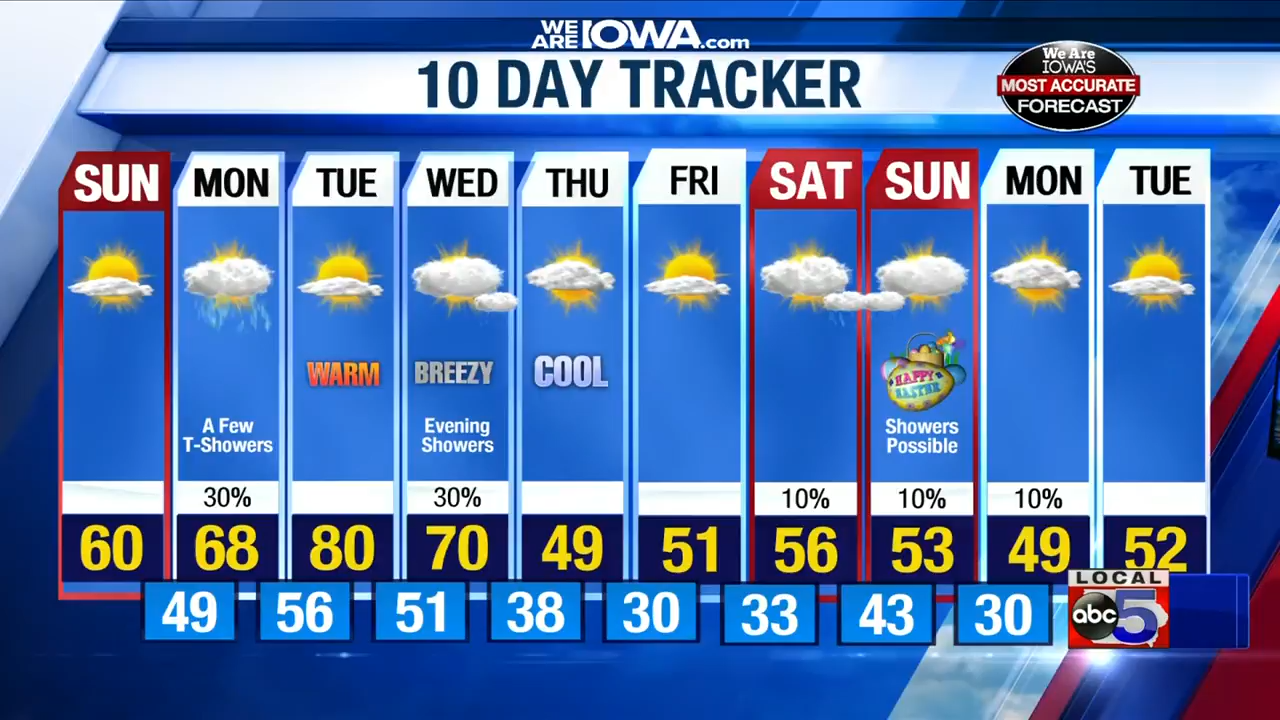 WE ARE IOWA.com
10 DAY TRACKER
We Are
IOWA'S
MOST ACCURATE
FORECAST
SUN MON TUE WED THU FRI SAT SUN MON TUE
WARM BREEZY COOL
HAPPY
EASTER
A Few
T-Showers
Evening
Showers
Showers
Possible
30% 30% 10% 10% 10%
60 68 80 70 49 51 56 53 49 52
49 56 51 38 30 33 43 30
LOCAL
abc 5